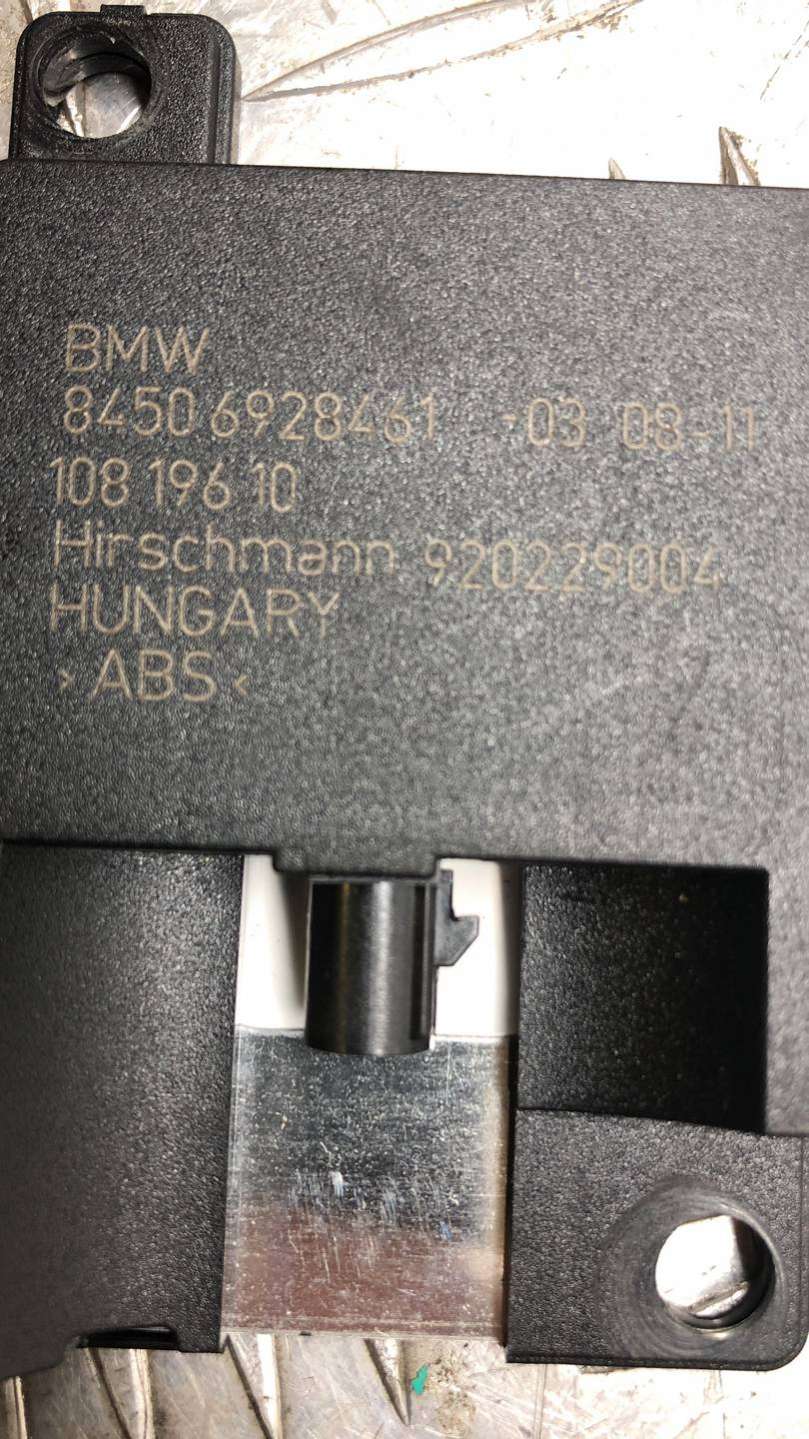 BMW
8450 6928461 -03 08-11
108 196 10
Hirschmann 920229004
HUNGARY
>ABS<